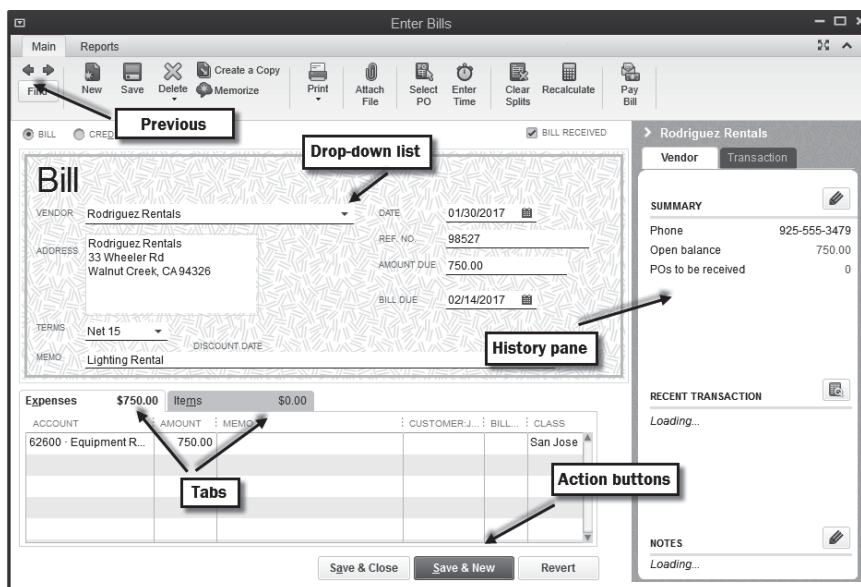 Enter Bills
Main Reports
Find
New
Save
Delete
Create a Copy
Memorize
Print
Attach
File
Select
PO
Enter
Time
Clear
Splits
Recalculate
Pay
Bill
Previous
BILL
CRED
BILL RECEIVED
Drop-down list
Bill
VENDOR Rodriguez Rentals
ADDRESS
Rodriguez Rentals
33 Wheeler Rd
Walnut Creek, CA 94326
TERMS Net 15
DISCOUNT DATE
MEMO Lighting Rental
DATE 01/30/2017
REF. NO. 98527
AMOUNT DUE 750.00
BILL DUE 02/14/2017
History pane
Expenses $750.00 Items $0.00
ACCOUNT AMOUNT MEMO CUSTOMER:J... BILL... CLASS
62600 · Equipment R... 750.00 San Jose
Tabs
Action buttons
Save & Close Save & New Revert
Rodriguez Rentals
Vendor Transaction
SUMMARY
Phone 925-555-3479
Open balance 750.00
POs to be received 0
RECENT TRANSACTION
Loading...
NOTES
Loading...